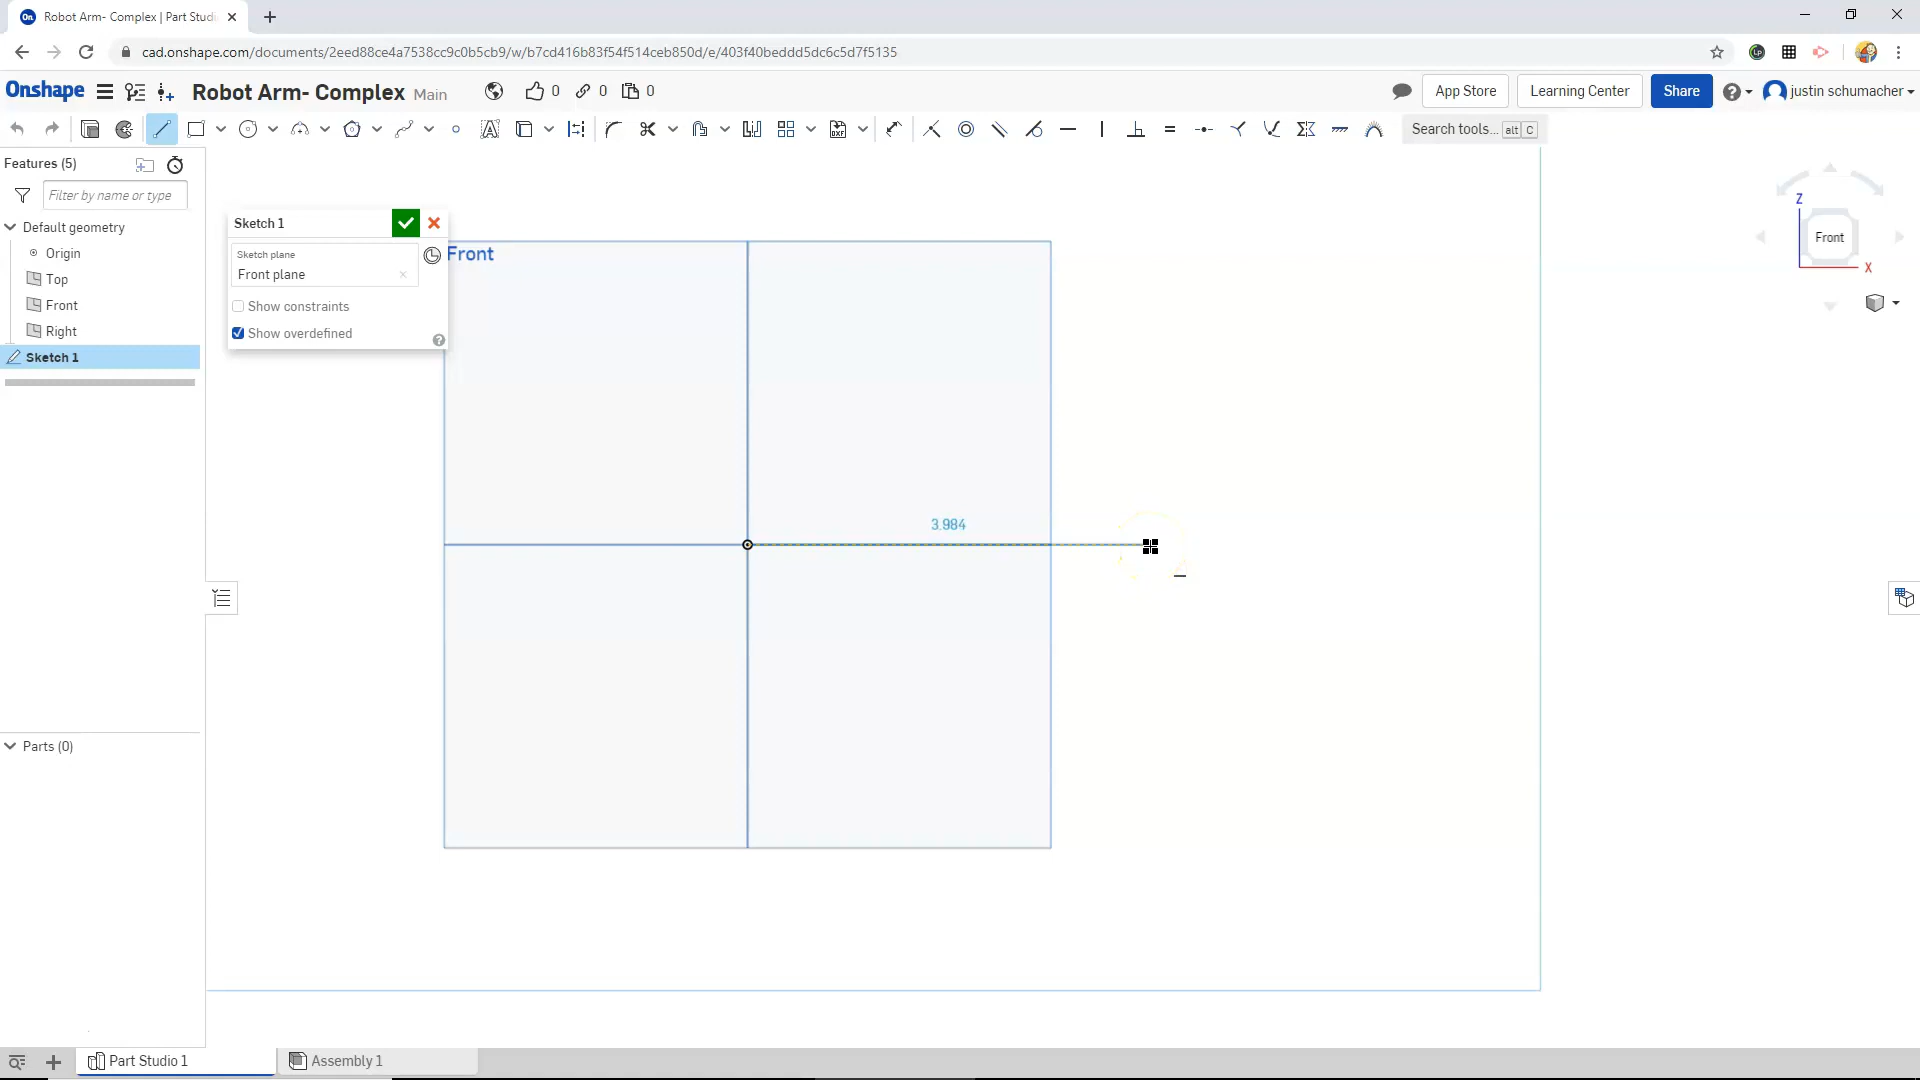 Robot Arm- Complex | Part Studi
cad.onshape.com/documents/2eed88ce4a7538cc9c0b5cb9/w/b7cd416b83f54f514ceb850d/e/403f40beddd5dc6c5d7f5135
Onshape
Robot Arm- Complex Main
0
0
0
App Store
Learning Center
Share
justin schumacher
Search tools... alt C
Features (5)
Filter by name or type
Default geometry
Origin
Top
Front
Right
Sketch 1
Sketch 1
Sketch plane
Front plane
Show constraints
Show overdefined
Front
3.984
Z
Front
X
Parts (0)
Part Studio 1
Assembly 1